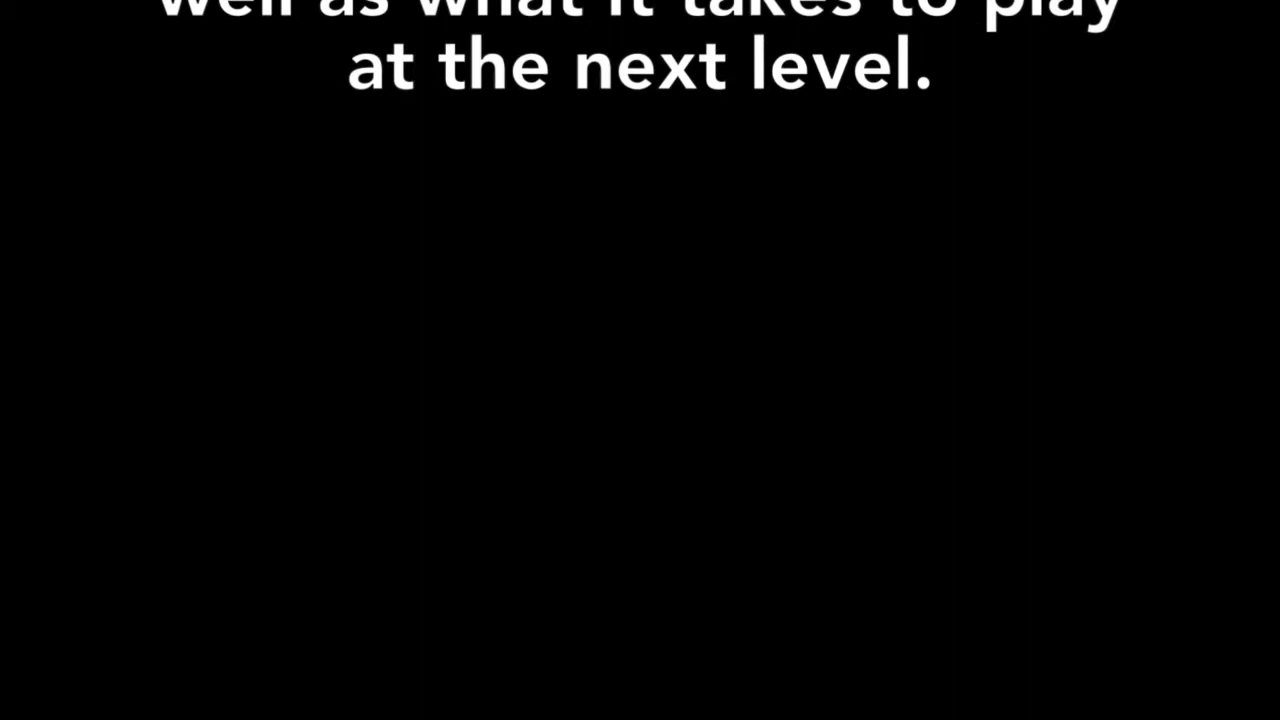 well as what it takes to play
at the next level.